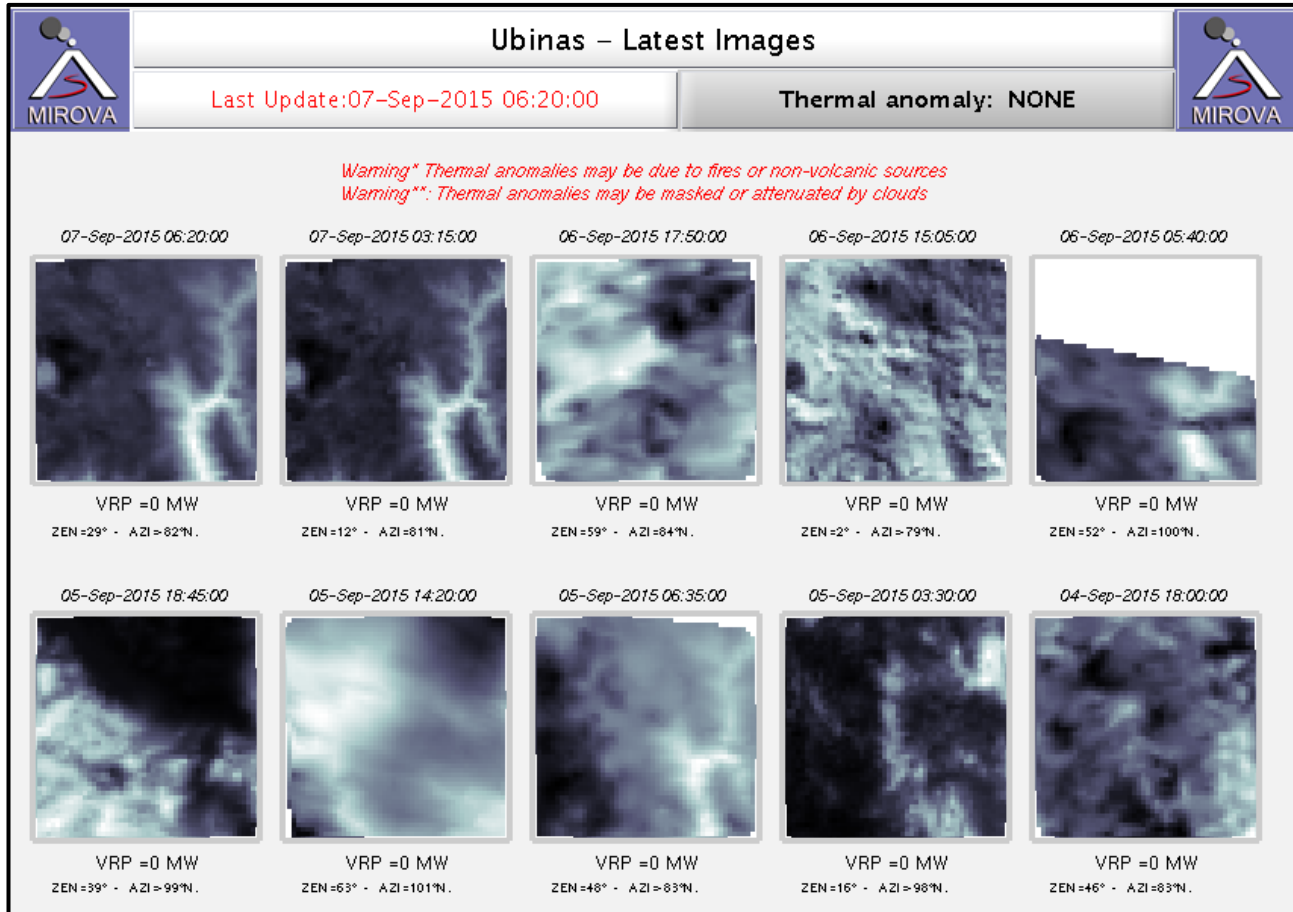 Ubinas – Latest Images
MIROVA
MIROVA
Last Update:07-Sep-2015 06:20:00
Thermal anomaly: NONE
Warning* Thermal anomalies may be due to fires or non-volcanic sources
Warning**: Thermal anomalies may be masked or attenuated by clouds
07-Sep-2015 06:20:00
07-Sep-2015 03:15:00
06-Sep-2015 17:50:00
06-Sep-2015 15:05:00
06-Sep-2015 05:40:00
VRP =0 MW
VRP =0 MW
VRP =0 MW
VRP =0 MW
VRP =0 MW
ZEN=29° - AZI=-82°N.
ZEN=12° - AZI=81°N.
ZEN=59° - AZI=84°N.
ZEN=2° - AZI=-79°N.
ZEN=52° - AZI=100°N.
05-Sep-2015 18:45:00
05-Sep-2015 14:20:00
05-Sep-2015 06:35:00
05-Sep-2015 03:30:00
04-Sep-2015 18:00:00
VRP =0 MW
VRP =0 MW
VRP =0 MW
VRP =0 MW
VRP =0 MW
ZEN=39° - AZI=-99°N.
ZEN=63° - AZI=101°N.
ZEN=48° - AZI=-83°N.
ZEN=16° - AZI=-98°N.
ZEN=46° - AZI=83°N.